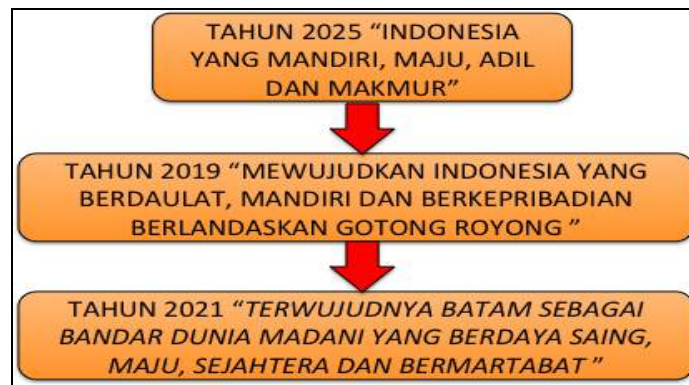 TAHUN 2025 “INDONESIA
YANG MANDIRI, MAJU, ADIL
DAN MAKMUR”
TAHUN 2019 “MEWUJUDKAN INDONESIA YANG
BERDAULAT, MANDIRI DAN BERKEPRIBADIAN
BERLANDASKAN GOTONG ROYONG ”
TAHUN 2021 “TERWUJUDNYA BATAM SEBAGAI
BANDAR DUNIA MADANI YANG BERDAYA SAING,
MAJU, SEJAHTERA DAN BERMARTABAT ”